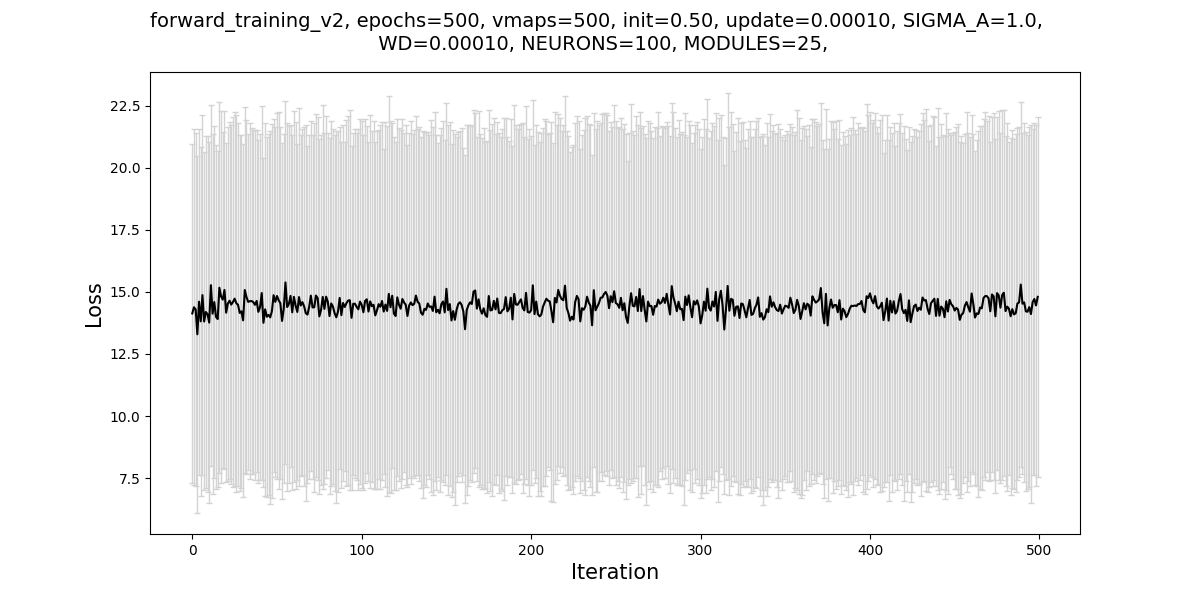 forward_training_v2, epochs=500, vmaps=500, init=0.50, update=0.00010, SIGMA_A=1.0,
WD=0.00010, NEURONS=100, MODULES=25,
22.5
20.0
17.5
15.0
12.5
10.0
7.5
Loss
0 100 200 300 400 500
Iteration